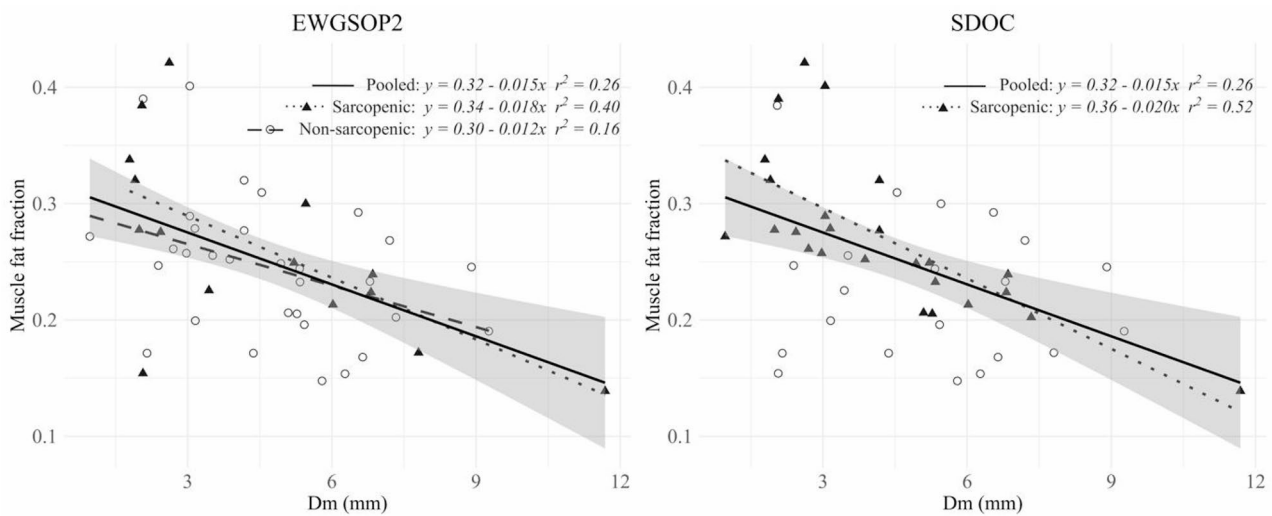 EWGSOP2
Pooled: y = 0.32 - 0.015x r² = 0.26
Sarcopenic: y = 0.34 - 0.018x r² = 0.40
Non-sarcopenic: y = 0.30 - 0.012x r² = 0.16
Muscle fat fraction
0.4
0.3
0.2
0.1
3 6 9 12
Dm (mm)
SDOC
Pooled: y = 0.32 - 0.015x r² = 0.26
Sarcopenic: y = 0.36 - 0.020x r² = 0.52
Muscle fat fraction
0.4
0.3
0.2
0.1
3 6 9 12
Dm (mm)